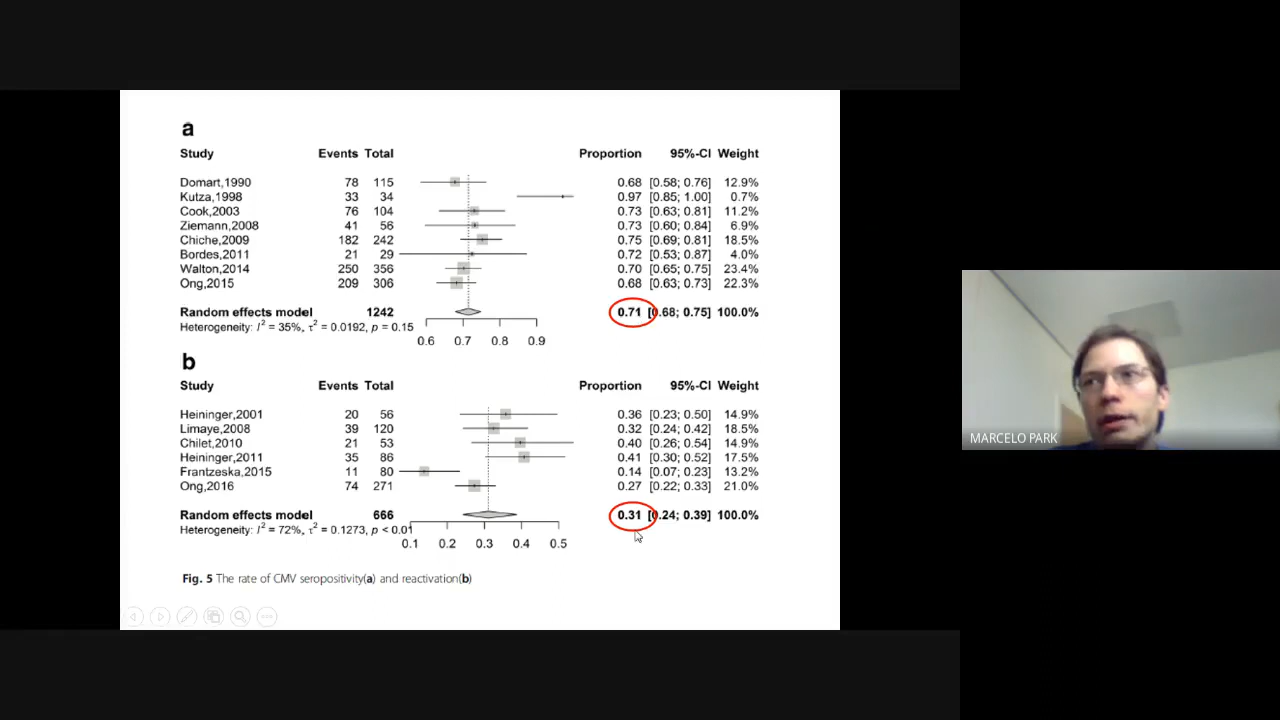 a
Study Events Total Proportion 95%-CI Weight
Domart,1990 78 115 0.68 [0.58; 0.76] 12.9%
Kutza,1998 33 34 0.97 [0.85; 1.00] 0.7%
Cook,2003 76 104 0.73 [0.63; 0.81] 11.2%
Ziemann,2008 41 56 0.73 [0.60; 0.84] 6.9%
Chiche,2009 182 242 0.75 [0.69; 0.81] 18.5%
Bordes,2011 21 29 0.72 [0.53; 0.87] 4.0%
Walton,2014 250 356 0.70 [0.65; 0.75] 23.4%
Ong,2015 209 306 0.68 [0.63; 0.73] 22.3%
Random effects model 1242 0.71 [0.68; 0.75] 100.0%
Heterogeneity: I² = 35%, τ² = 0.0192, p = 0.15
0.6 0.7 0.8 0.9
b
Study Events Total Proportion 95%-CI Weight
Heininger,2001 20 56 0.36 [0.23; 0.50] 14.9%
Limaye,2008 39 120 0.32 [0.24; 0.42] 18.5%
Chilet,2010 21 53 0.40 [0.26; 0.54] 14.9%
Heininger,2011 35 86 0.41 [0.30; 0.52] 17.5%
Frantzeska,2015 11 80 0.14 [0.07; 0.23] 13.2%
Ong,2016 74 271 0.27 [0.22; 0.33] 21.0%
Random effects model 666 0.31 [0.24; 0.39] 100.0%
Heterogeneity: I² = 72%, τ² = 0.1273, p < 0.01
0.1 0.2 0.3 0.4 0.5
Fig. 5 The rate of CMV seropositivity(a) and reactivation(b)
MARCELO PARK